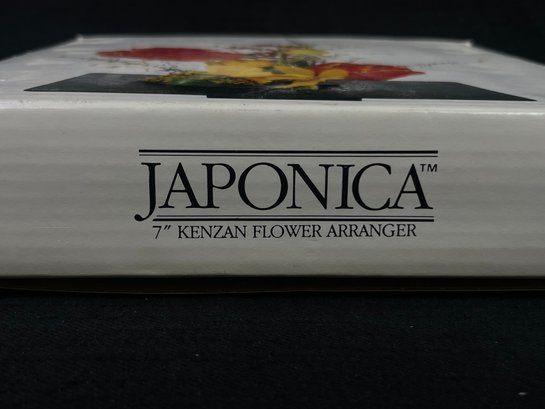 JAPONICA™
7" KENZAN FLOWER ARRANGER